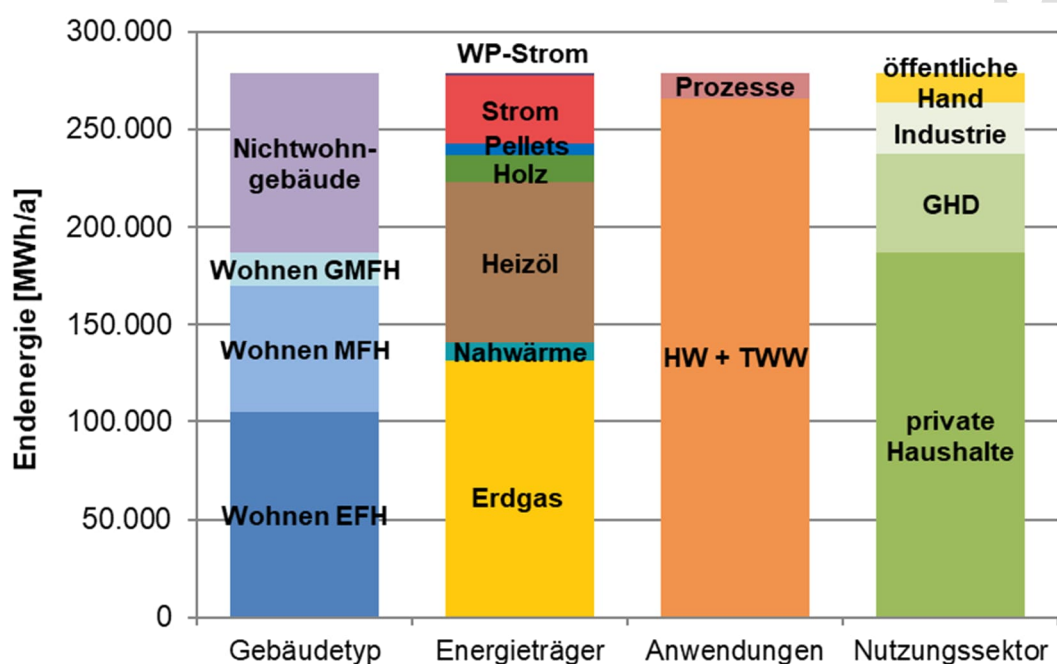 300.000
250.000
200.000
150.000
100.000
50.000
0
Endenergie [MWh/a]
Nichtwohn-
gebäude
Wohnen GMFH
Wohnen MFH
Wohnen EFH
WP-Strom
Strom
Pellets
Holz
Heizöl
Nahwärme
Erdgas
Prozesse
HW + TWW
öffentliche
Hand
Industrie
GHD
private
Haushalte
Gebäudetyp
Energieträger
Anwendungen
Nutzungssektor